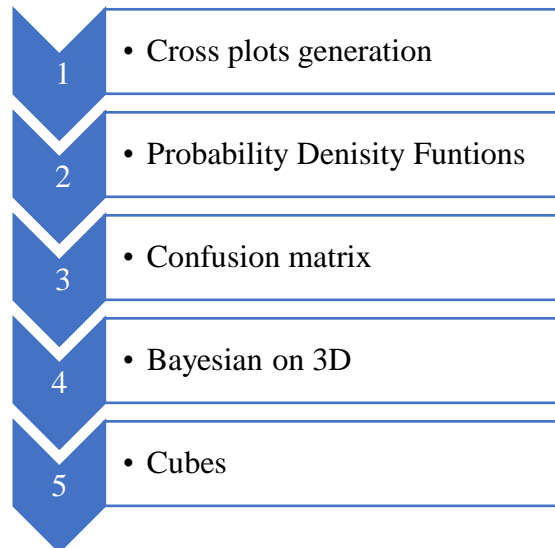 1 • Cross plots generation
2 • Probability Denisity Funtions
3 • Confusion matrix
4 • Bayesian on 3D
5 • Cubes